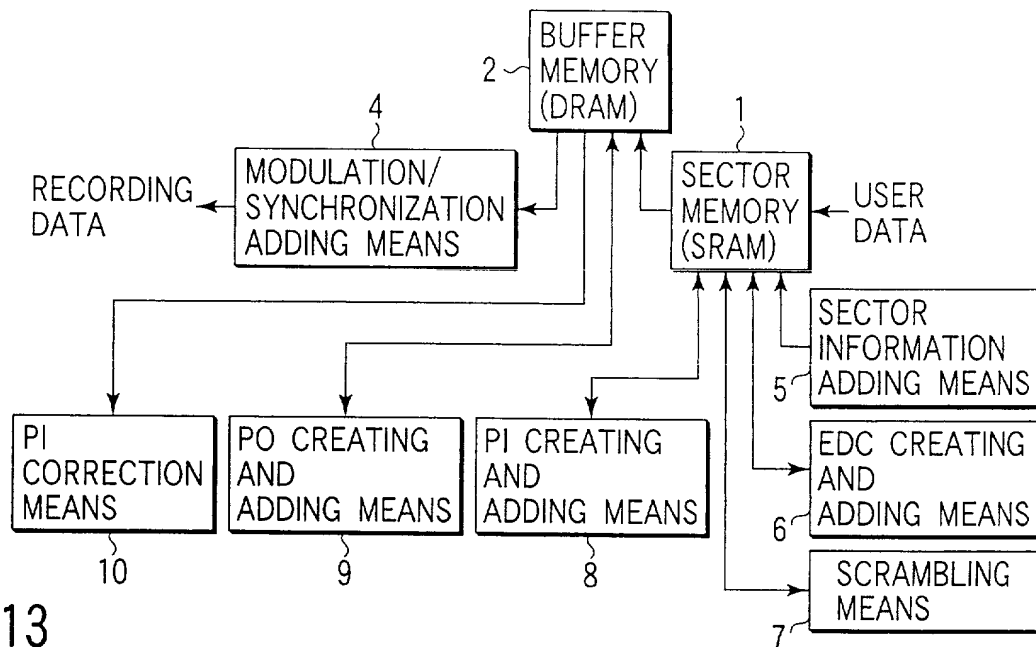 BUFFER
MEMORY
(DRAM)
2
4
1
MODULATION/
SYNCHRONIZATION
ADDING MEANS
RECORDING
DATA
SECTOR
MEMORY
(SRAM)
USER
DATA
SECTOR
INFORMATION
ADDING MEANS
5
PI
CORRECTION
MEANS
10
PO CREATING
AND
ADDING MEANS
9
PI CREATING
AND
ADDING MEANS
8
EDC CREATING
AND
ADDING MEANS
6
SCRAMBLING
MEANS
7
13